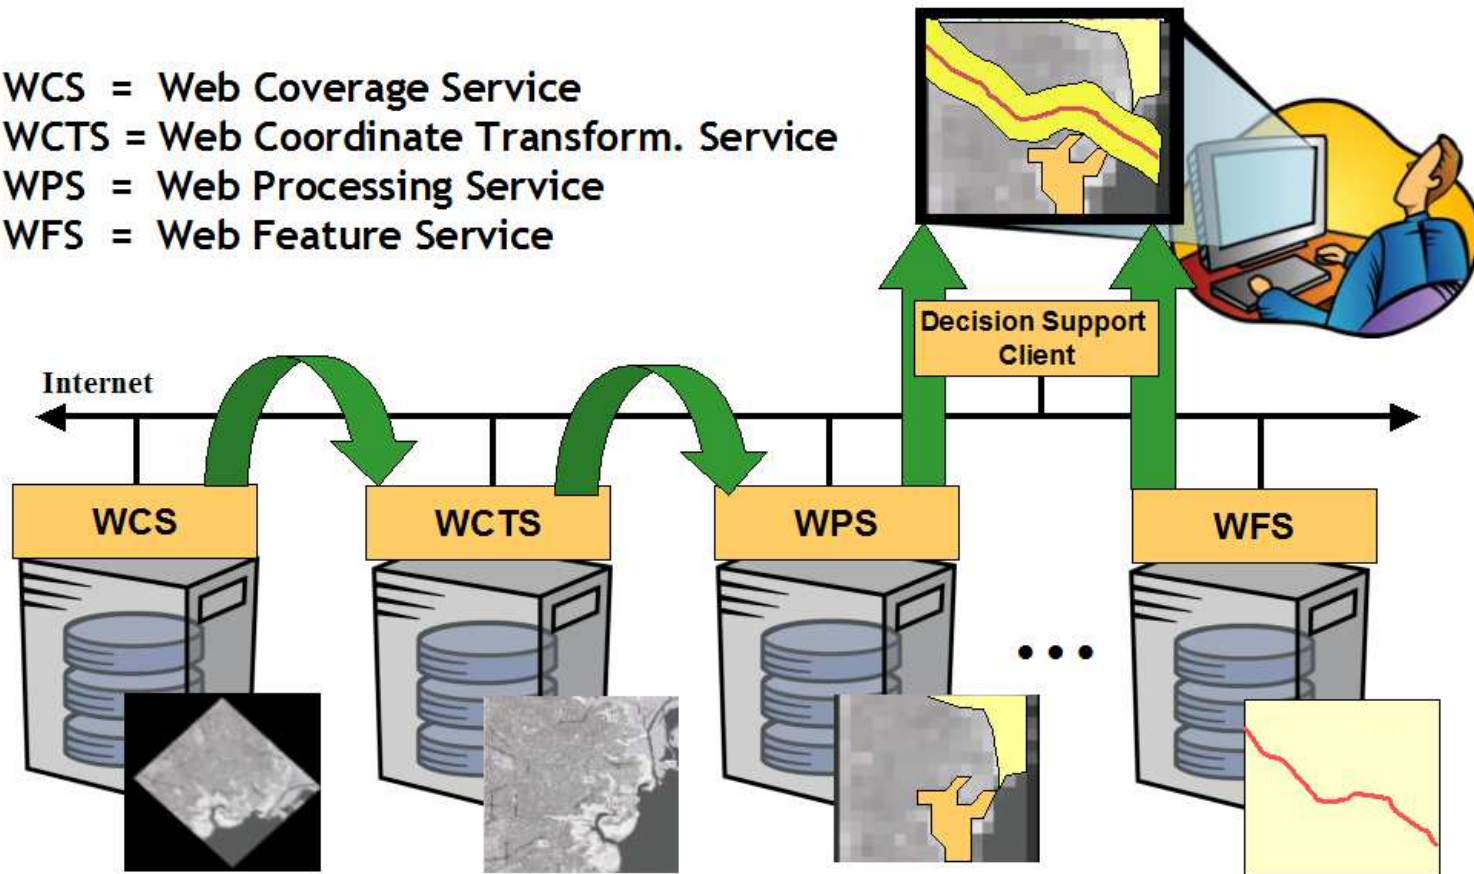 WCS = Web Coverage Service
WCTS = Web Coordinate Transform. Service
WPS = Web Processing Service
WFS = Web Feature Service
Decision Support
Client
Internet
WCS
WCTS
WPS
WFS